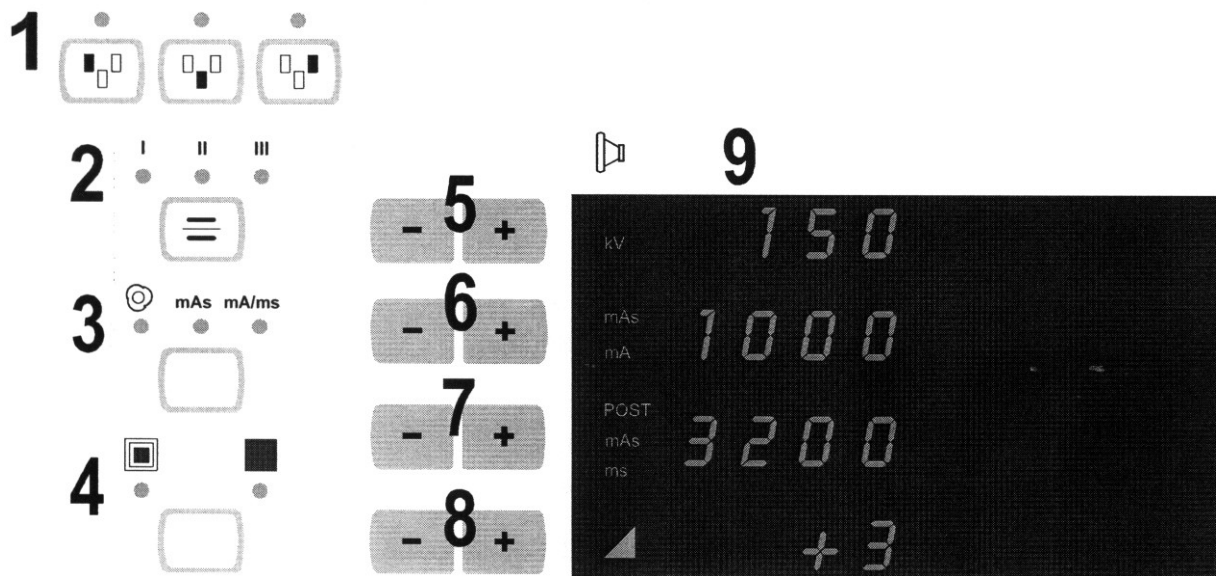 1
2
I II III
3
mAs mA/ms
4
5
- +
6
- +
7
- +
8
- +
9
kV
150
mAs
mA
1000
POST
mAs
ms
3200
+3